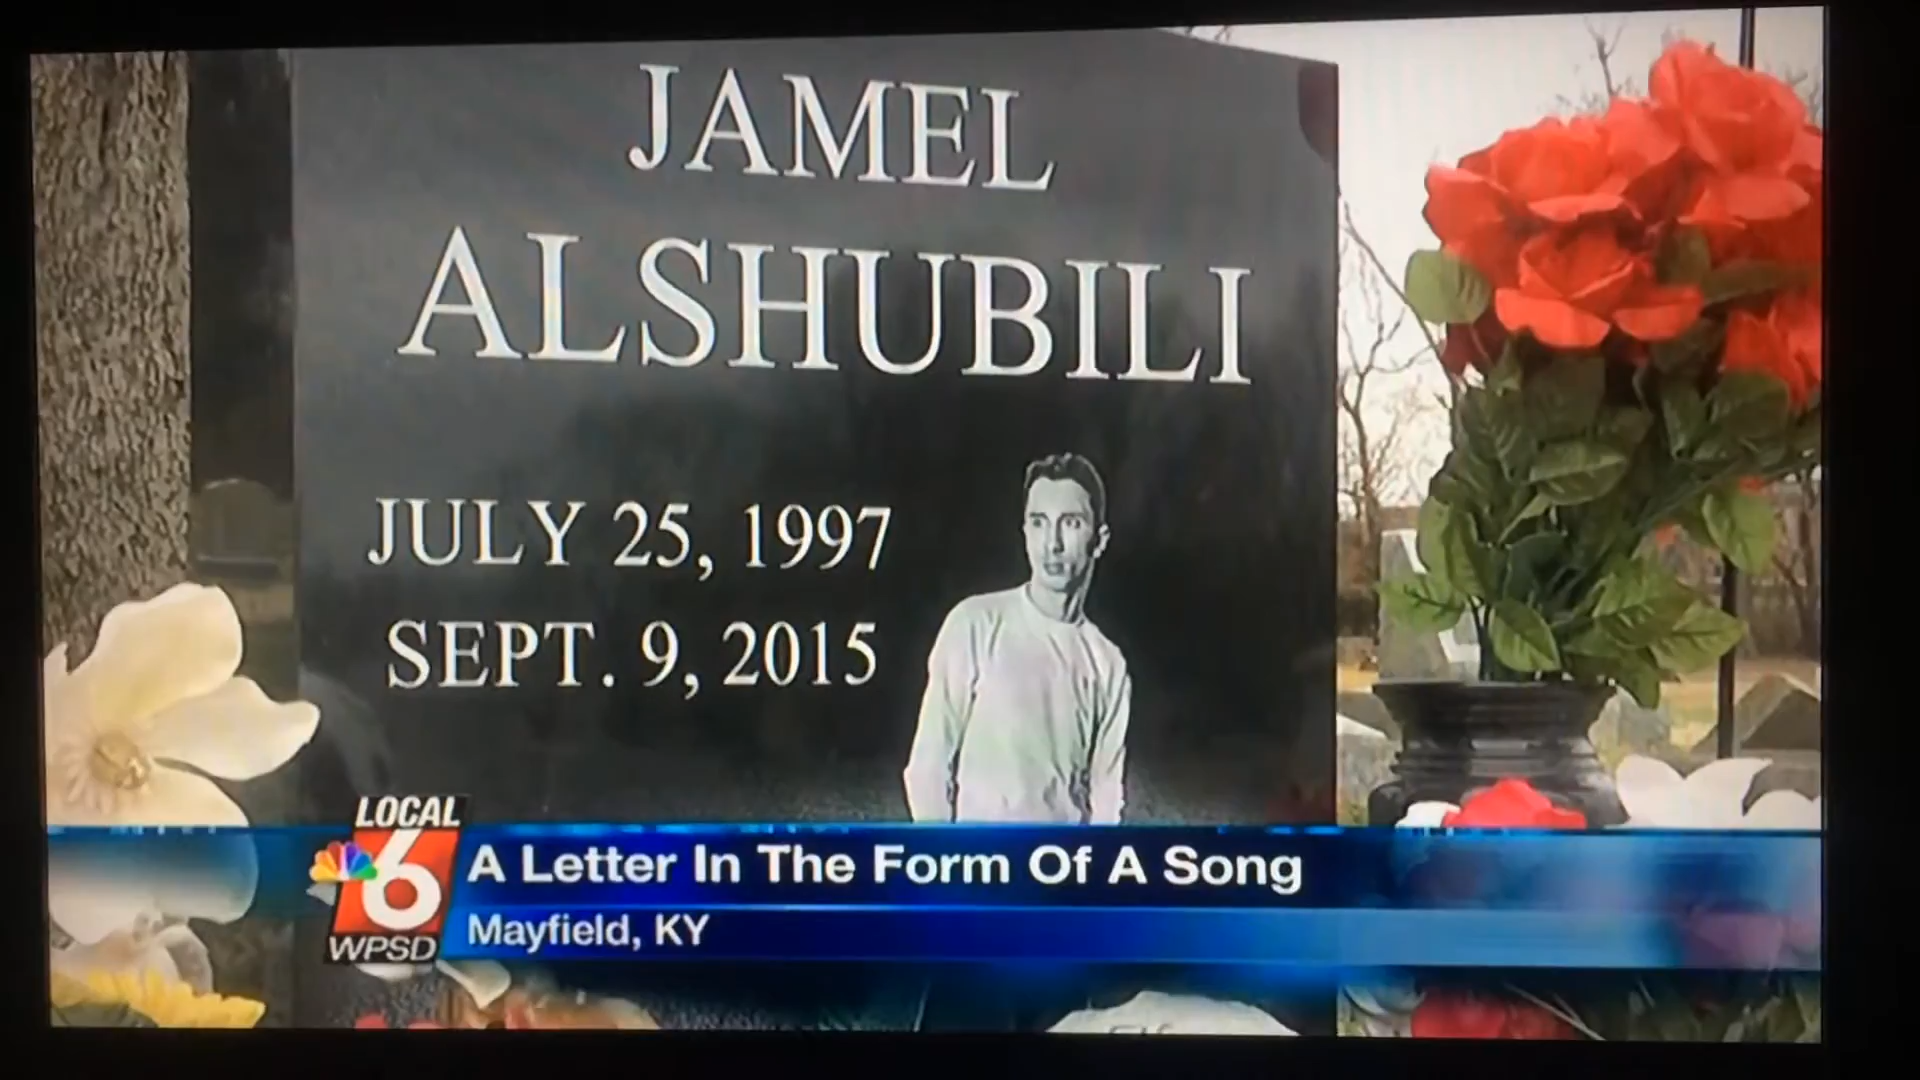 JAMEL
ALSHUBILI
JULY 25, 1997
SEPT. 9, 2015
LOCAL
6
WPSD
A Letter In The Form Of A Song
Mayfield, KY